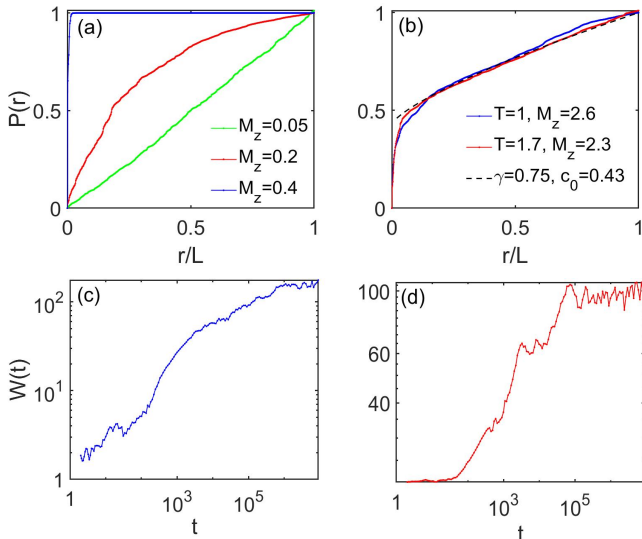 (a)
P(r)
1
0.5
0
0
0.5
1
r/L
M_z=0.05
M_z=0.2
M_z=0.4
(b)
1
0.5
0
0
0.5
1
r/L
T=1, M_z=2.6
T=1.7, M_z=2.3
γ=0.75, c_0=0.43
(c)
W(t)
10^2
10^1
1
1
10^3
10^5
t
(d)
100
60
40
1
10^3
10^5
t